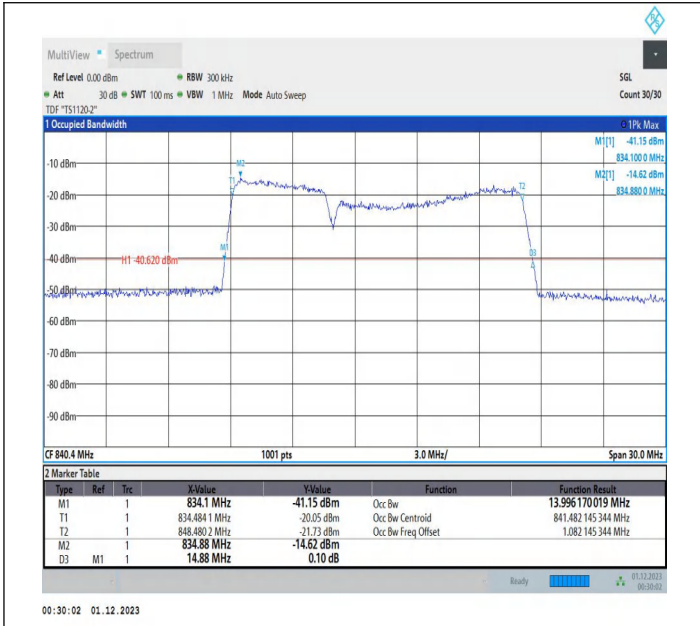 R&S
MultiView Spectrum
Ref Level 0.00 dBm RBW 300 kHz SGL
Att 30 dB SWT 100 ms VBW 1 MHz Mode Auto Sweep Count 30/30
TDF "TS1120-2"
1 Occupied Bandwidth 1Pk Max
M1[1] -41.15 dBm
834.100 0 MHz
M2[1] -14.62 dBm
834.880 0 MHz
-10 dBm
M2
T1
T2
-20 dBm
-30 dBm
M1
D3
-40 dBm
H1 -40.620 dBm
-50 dBm
-60 dBm
-70 dBm
-80 dBm
-90 dBm
CF 840.4 MHz 1001 pts 3.0 MHz/ Span 30.0 MHz
2 Marker Table
Type Ref Trc X-Value Y-Value Function Function Result
M1 1 834.1 MHz -41.15 dBm Occ Bw 13.996 170 019 MHz
T1 1 834.484 1 MHz -20.05 dBm Occ Bw Centroid 841.482 145 344 MHz
T2 1 848.480 2 MHz -21.73 dBm Occ Bw Freq Offset 1.082 145 344 MHz
M2 1 834.88 MHz -14.62 dBm
D3 M1 1 14.88 MHz 0.10 dB
Ready 01.12.2023
00:30:02
00:30:02 01.12.2023